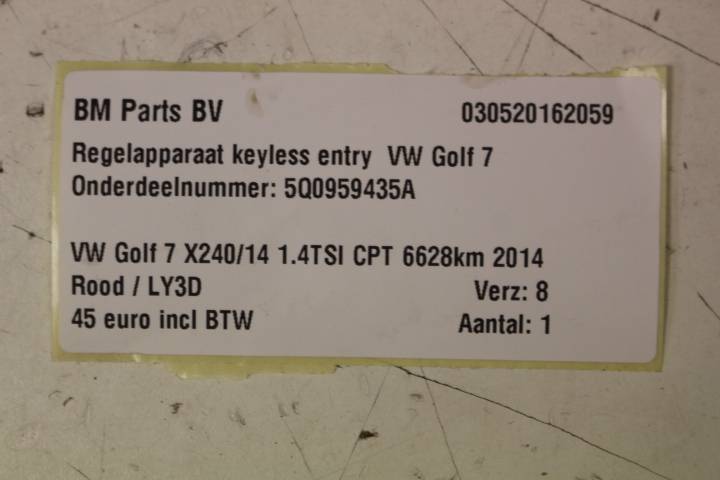 BM Parts BV 030520162059
Regelapparaat keyless entry VW Golf 7
Onderdeelnummer: 5Q0959435A
VW Golf 7 X240/14 1.4TSI CPT 6628km 2014
Rood / LY3D Verz: 8
45 euro incl BTW Aantal: 1